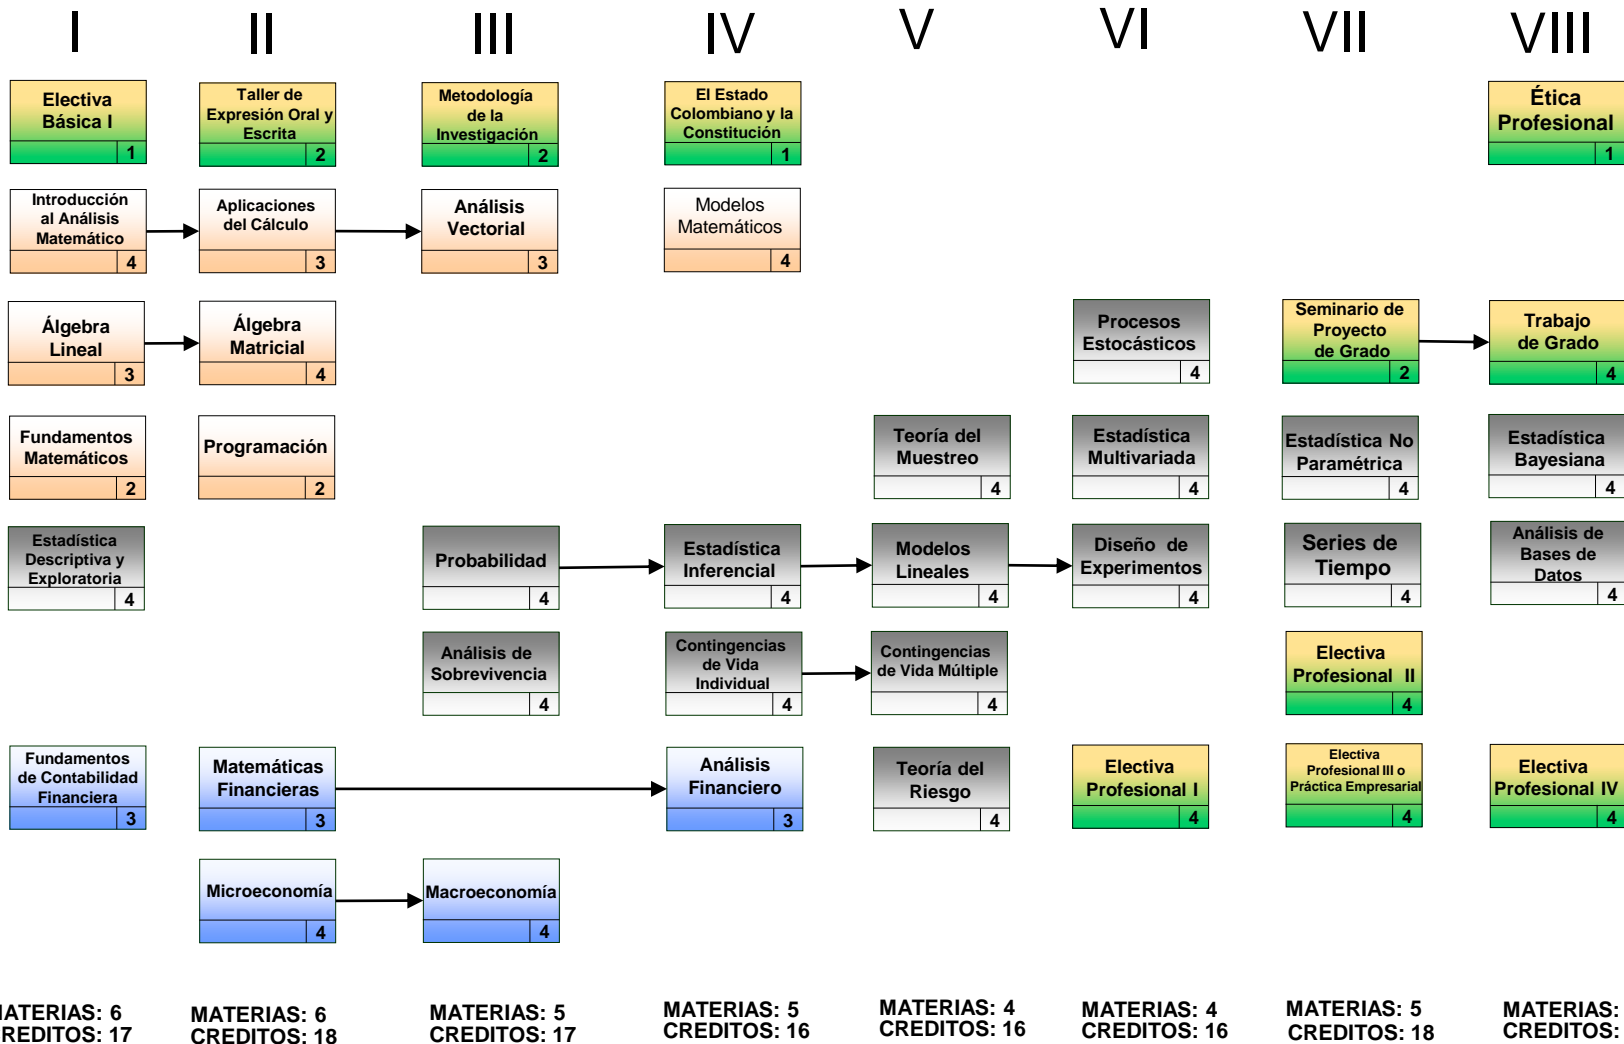 I
II
III
IV
V
VI
VII
VIII
Electiva
Básica I
1
Taller de
Expresión Oral y
Escrita
2
Metodología
de la
Investigación
2
El Estado
Colombiano y la
Constitución
1
Ética
Profesional
1
Introducción
al Análisis
Matemático
4
Aplicaciones
del Cálculo
3
Análisis
Vectorial
3
Modelos
Matemáticos
4
Álgebra
Lineal
3
Álgebra
Matricial
4
Procesos
Estocásticos
4
Seminario de
Proyecto
de Grado
2
Trabajo
de Grado
4
Fundamentos
Matemáticos
2
Programación
2
Teoría del
Muestreo
4
Estadística
Multivariada
4
Estadística No
Paramétrica
4
Estadística
Bayesiana
4
Estadística
Descriptiva y
Exploratoria
4
Probabilidad
4
Estadística
Inferencial
4
Modelos
Lineales
4
Diseño de
Experimentos
4
Series de
Tiempo
4
Análisis de
Bases de
Datos
4
Análisis de
Sobrevivencia
4
Contingencias
de Vida
Individual
4
Contingencias
de Vida Múltiple
4
Electiva
Profesional II
4
Fundamentos
de Contabilidad
Financiera
3
Matemáticas
Financieras
3
Análisis
Financiero
3
Teoría del
Riesgo
4
Electiva
Profesional I
4
Electiva
Profesional III o
Práctica Empresarial
4
Electiva
Profesional IV
4
Microeconomía
4
Macroeconomía
4
MATERIAS: 6
CREDITOS: 17
MATERIAS: 6
CREDITOS: 18
MATERIAS: 5
CREDITOS: 17
MATERIAS: 5
CREDITOS: 16
MATERIAS: 4
CREDITOS: 16
MATERIAS: 4
CREDITOS: 16
MATERIAS: 5
CREDITOS: 18
MATERIAS:
CREDITOS: